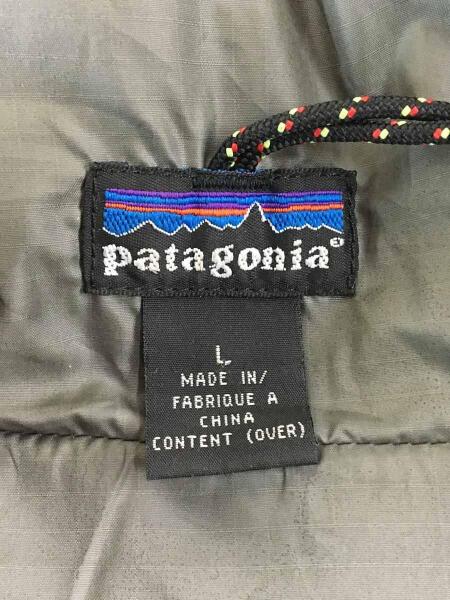 patagonia®
L
MADE IN/
FABRIQUE A
CHINA
CONTENT (OVER)